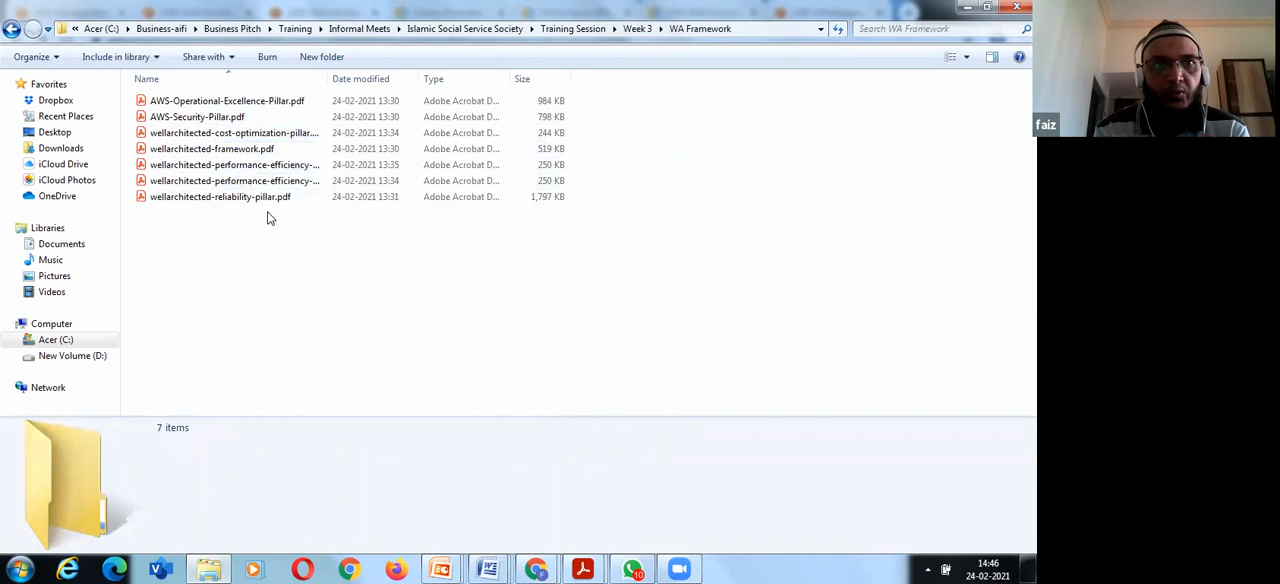 « Acer (C:) ▸ Business-aifi ▸ Business Pitch ▸ Training ▸ Informal Meets ▸ Islamic Social Service Society ▸ Training Session ▸ Week 3 ▸ WA Framework
Search WA Framework
Organize Include in library Share with Burn New folder
Name Date modified Type Size
AWS-Operational-Excellence-Pillar.pdf 24-02-2021 13:30 Adobe Acrobat D... 984 KB
AWS-Security-Pillar.pdf 24-02-2021 13:30 Adobe Acrobat D... 798 KB
wellarchitected-cost-optimization-pillar.... 24-02-2021 13:34 Adobe Acrobat D... 244 KB
wellarchitected-framework.pdf 24-02-2021 13:30 Adobe Acrobat D... 519 KB
wellarchitected-performance-efficiency-... 24-02-2021 13:35 Adobe Acrobat D... 250 KB
wellarchitected-performance-efficiency-... 24-02-2021 13:34 Adobe Acrobat D... 250 KB
wellarchitected-reliability-pillar.pdf 24-02-2021 13:31 Adobe Acrobat D... 1,797 KB
Favorites
Dropbox
Recent Places
Desktop
Downloads
iCloud Drive
iCloud Photos
OneDrive
Libraries
Documents
Music
Pictures
Videos
Computer
Acer (C:)
New Volume (D:)
Network
7 items
faiz
10
14:46
24-02-2021